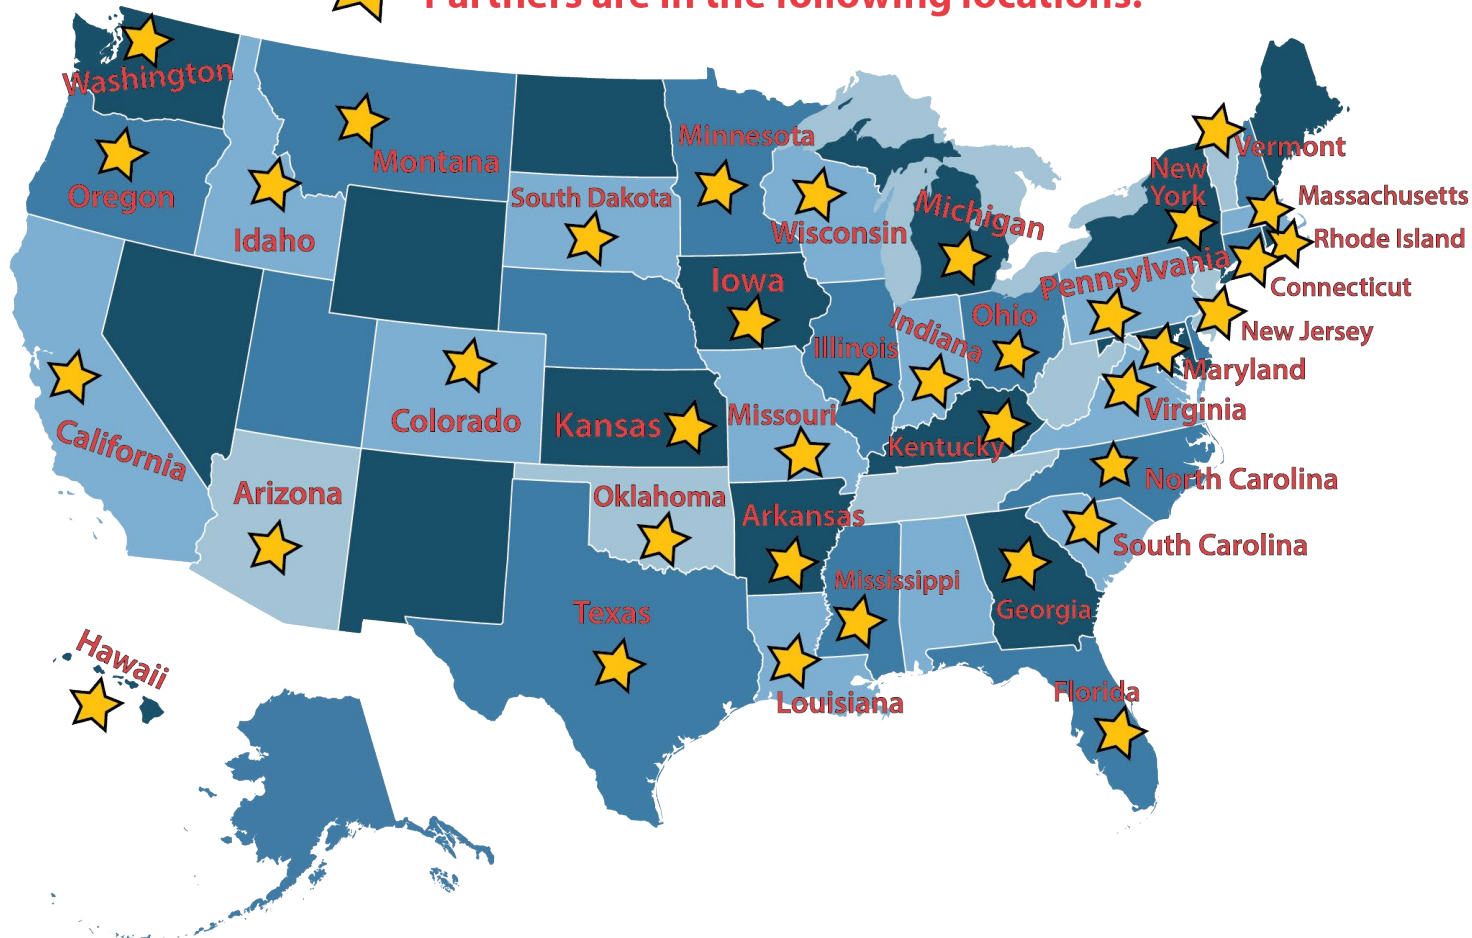 Partners are in the following locations:
Washington
Oregon
Montana
Idaho
Minnesota
South Dakota
Wisconsin
Michigan
Vermont
New
York
Massachusetts
Rhode Island
Connecticut
Pennsylvania
New Jersey
Iowa
Ohio
Indiana
Illinois
Maryland
Virginia
California
Colorado
Kansas
Missouri
Kentucky
North Carolina
Arizona
Oklahoma
Arkansas
South Carolina
Mississippi
Georgia
Texas
Hawaii
Louisiana
Florida